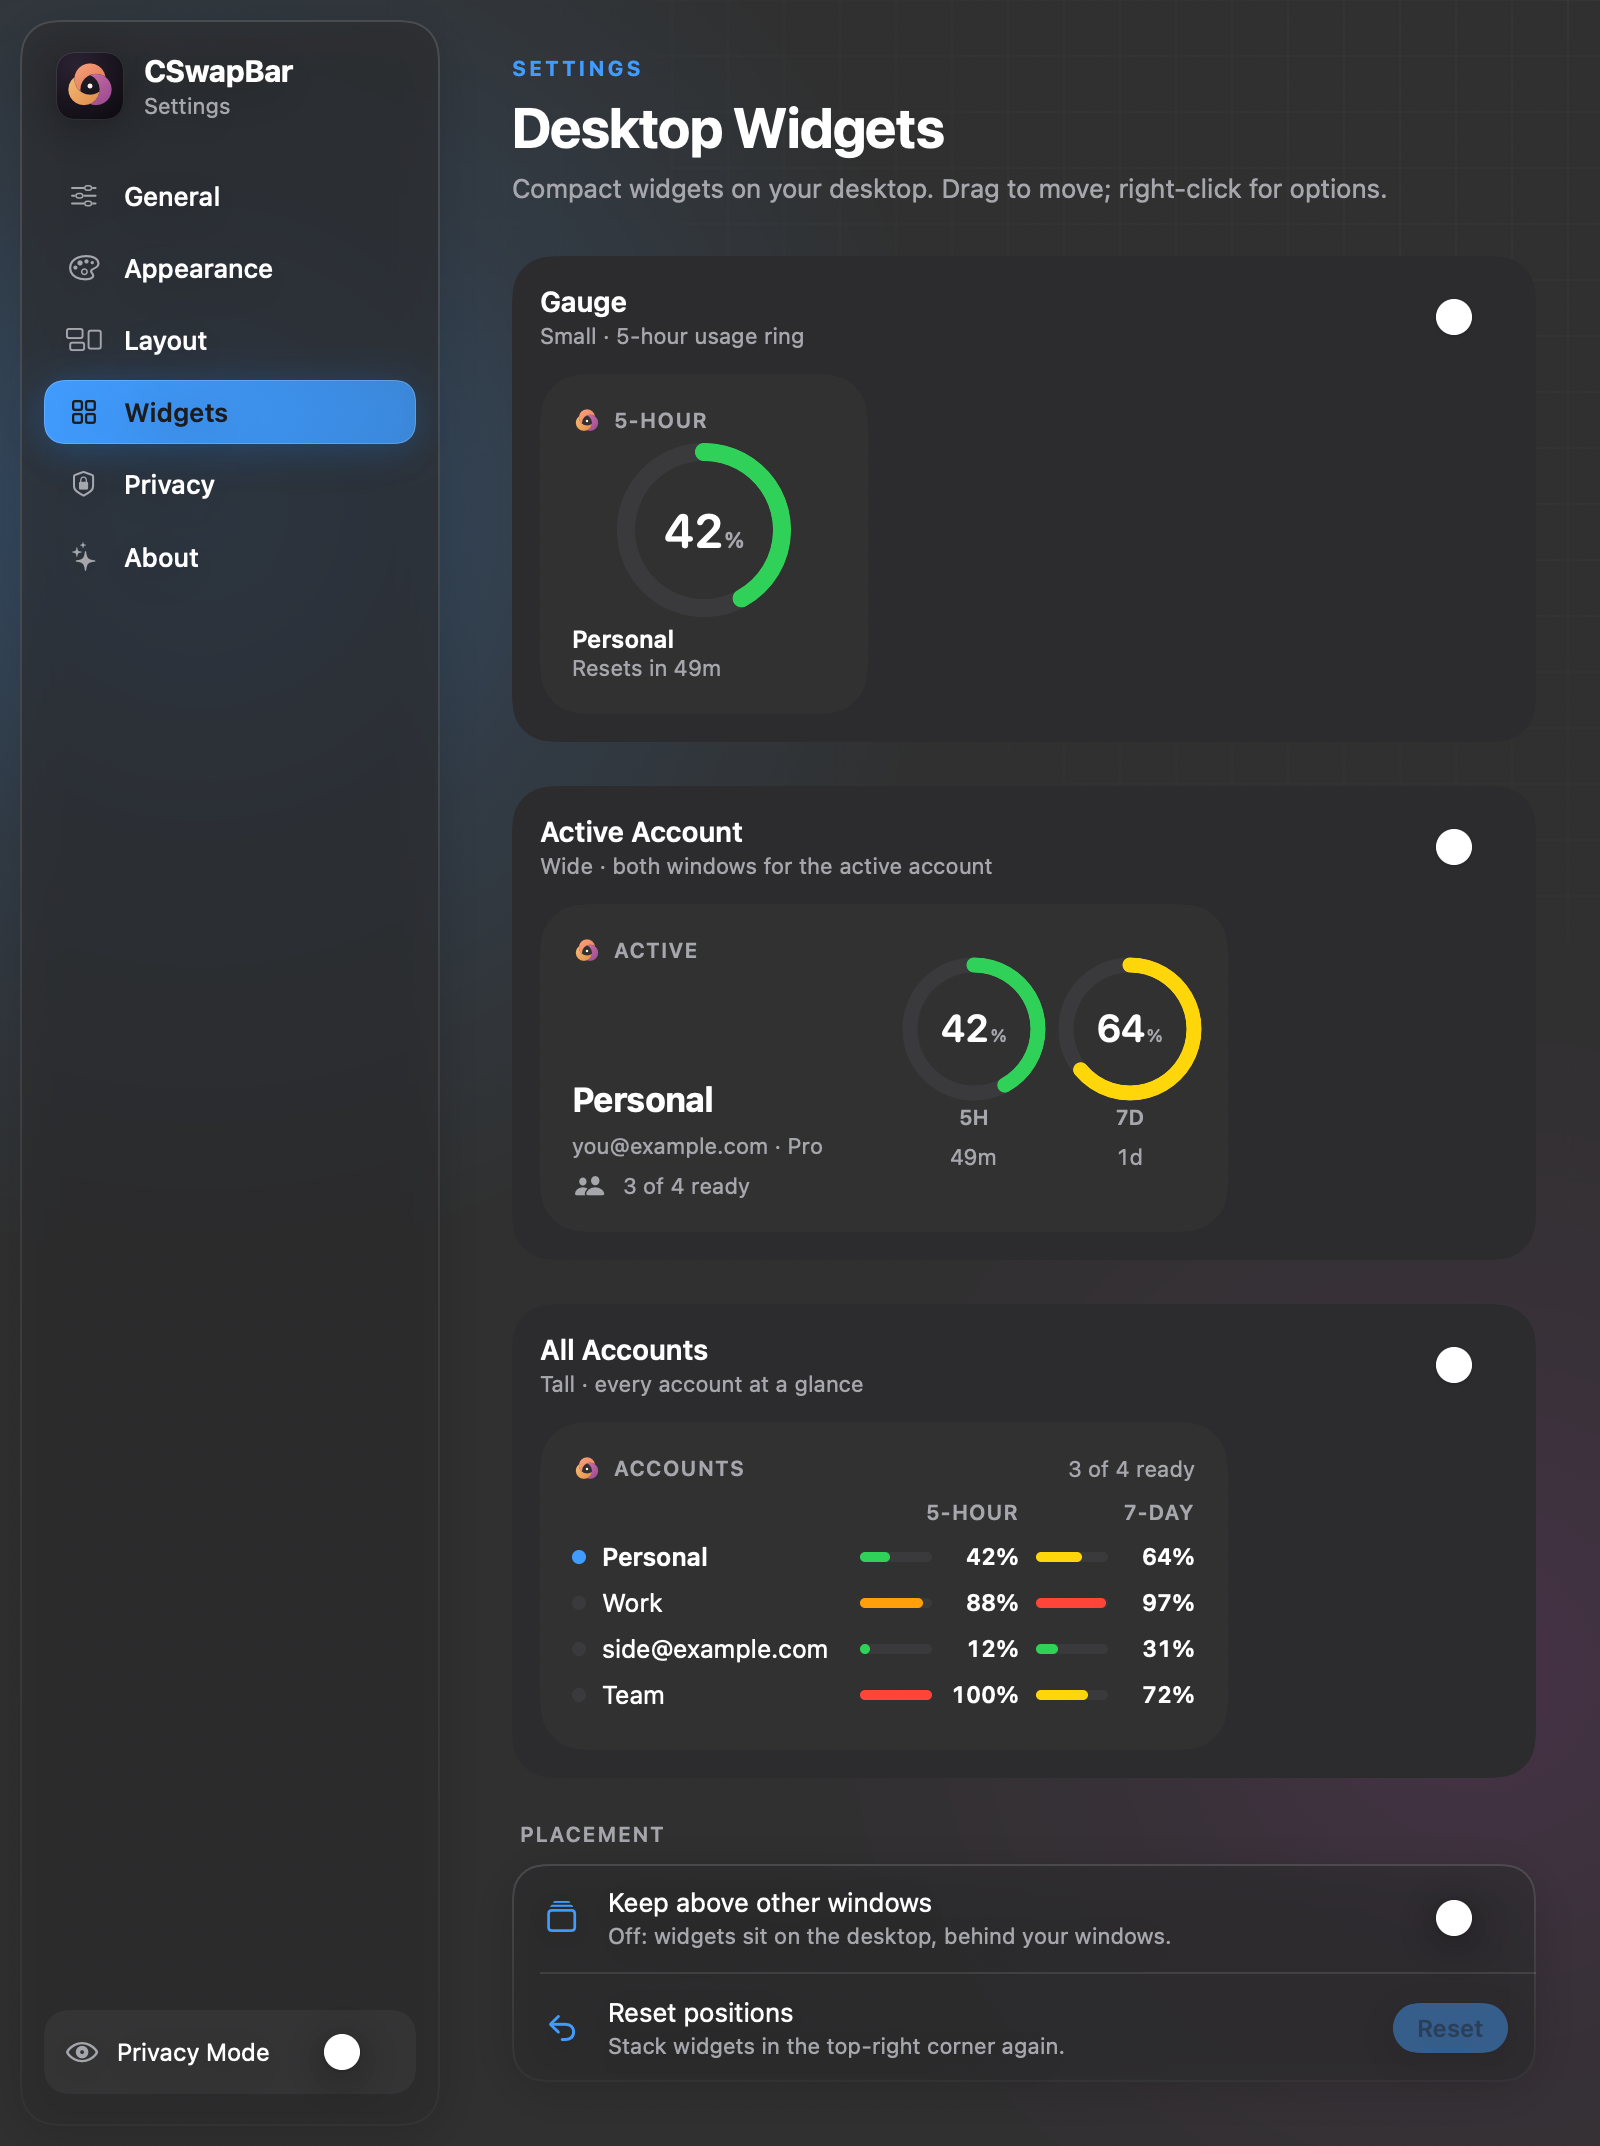 CSwapBar
Settings
General
Appearance
Layout
Widgets
Privacy
About
Privacy Mode
SETTINGS
Desktop Widgets
Compact widgets on your desktop. Drag to move; right-click for options.
Gauge
Small · 5-hour usage ring
5-HOUR
42%
Personal
Resets in 49m
Active Account
Wide · both windows for the active account
ACTIVE
Personal
you@example.com · Pro
3 of 4 ready
42% 64%
5H 7D
49m 1d
All Accounts
Tall · every account at a glance
ACCOUNTS 3 of 4 ready
5-HOUR 7-DAY
Personal 42% 64%
Work 88% 97%
side@example.com 12% 31%
Team 100% 72%
PLACEMENT
Keep above other windows
Off: widgets sit on the desktop, behind your windows.
Reset positions
Stack widgets in the top-right corner again.
Reset